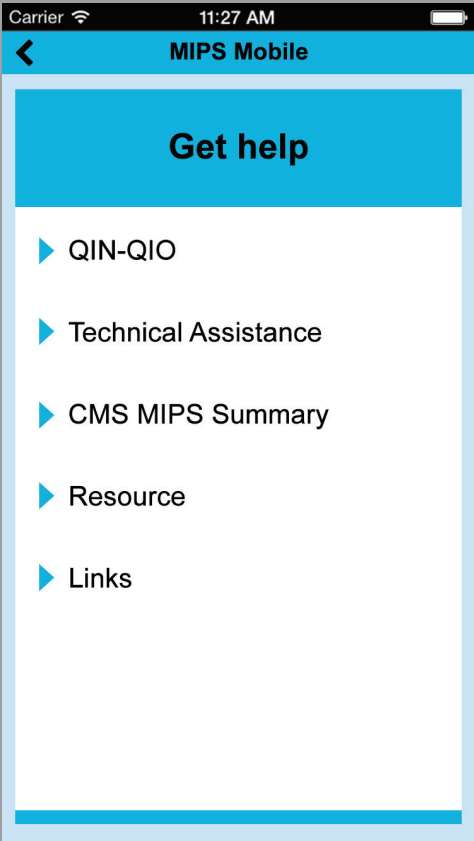 Carrier 11:27 AM
MIPS Mobile
Get help
QIN-QIO
Technical Assistance
CMS MIPS Summary
Resource
Links